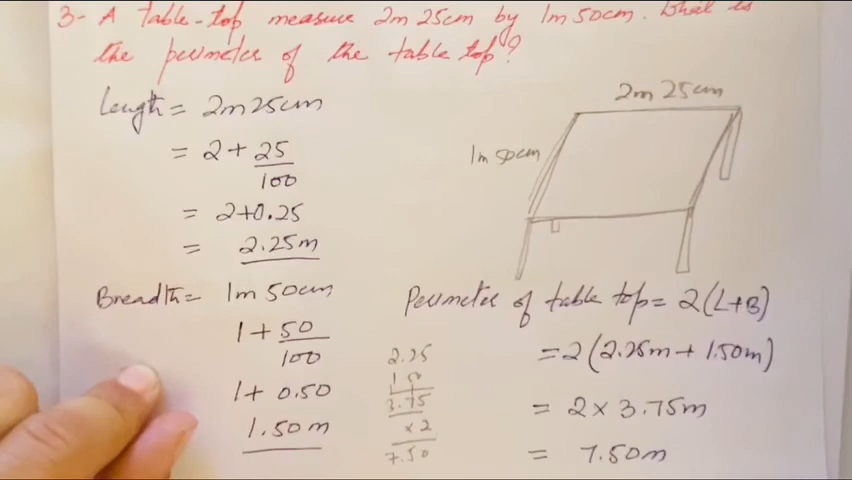 3- A table-top measure 2m 25cm by 1m 50cm. What is
the perimeter of the table top?
Length = 2m 25cm
= 2 + 25/100
= 2+0.25
= 2.25m
Breadth = 1m 50cm
1 + 50/100
1 + 0.50
1.50m
2m 25cm
1m 50cm
Perimeter of table top = 2(L+B)
= 2(2.25m + 1.50m)
= 2 x 3.75m
= 7.50m
2.25
1 50
3.75
x 2
7.50